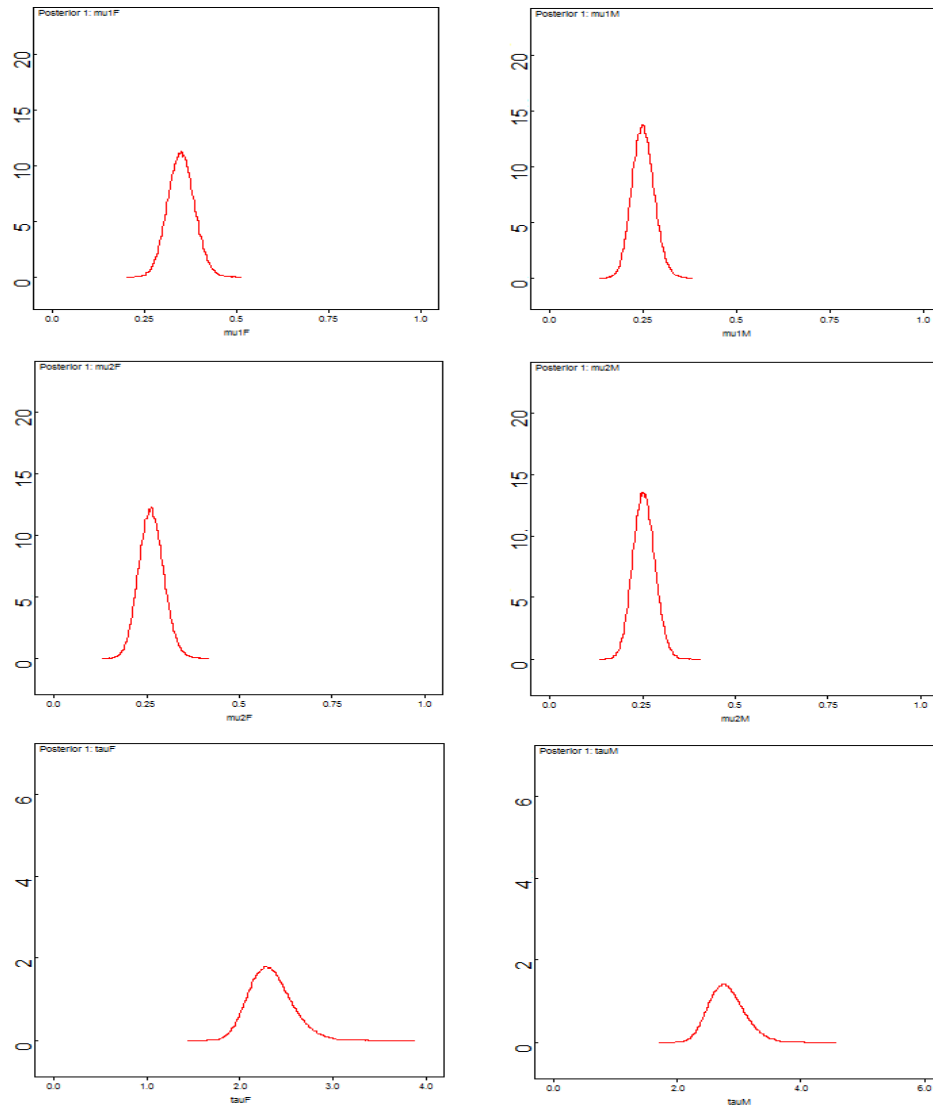 Posterior 1: mu1F
20
15
10
5
0
0.0 0.25 0.5 0.75 1.0
mu1F
Posterior 1: mu1M
20
15
10
5
0
0.0 0.25 0.5 0.75 1.0
mu1M
Posterior 1: mu2F
20
15
10
5
0
0.0 0.25 0.5 0.75 1.0
mu2F
Posterior 1: mu2M
20
15
10.
5
0
0.0 0.25 0.5 0.75 1.0
mu2M
Posterior 1: tauF
6
4
2
0
0.0 1.0 2.0 3.0 4.0
tauF
Posterior 1: tauM
6
4
2
0
0.0 2.0 4.0 6.0
tauM